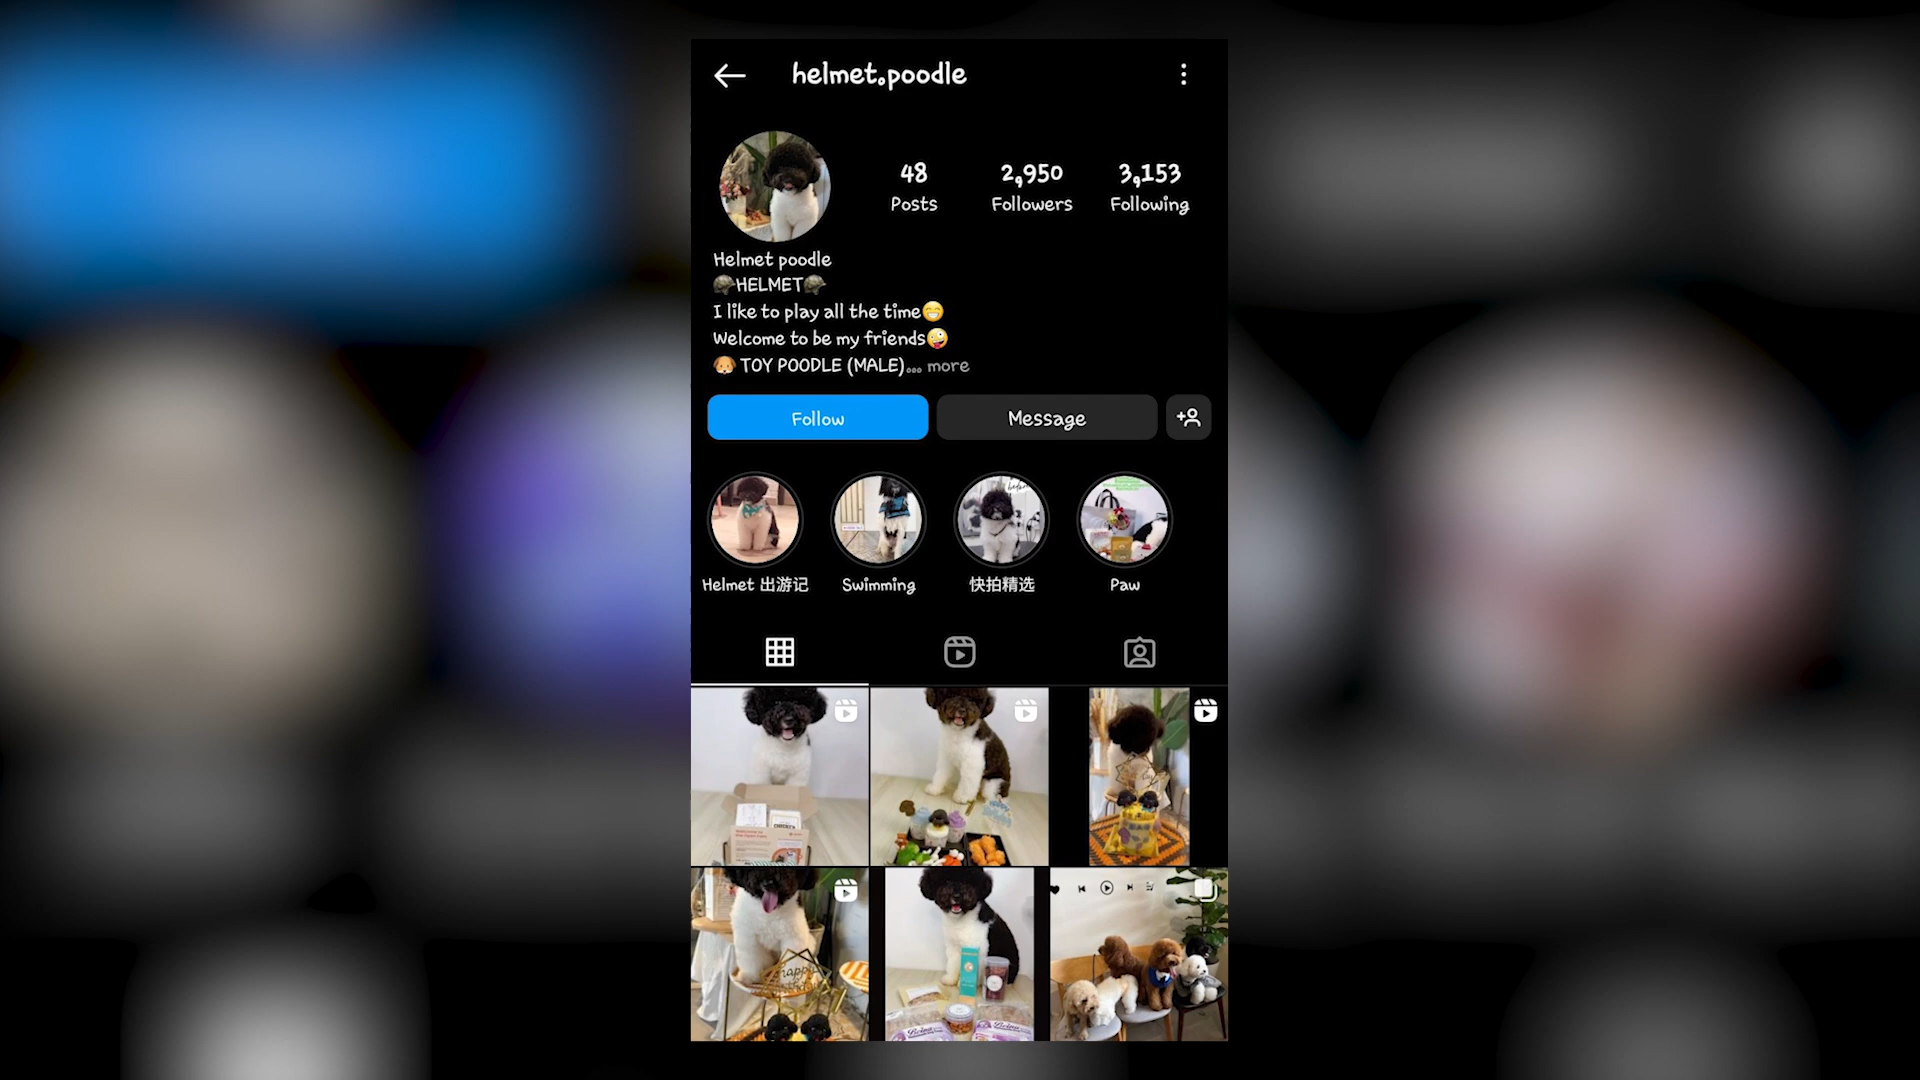 helmet.poodle
48
2,950
3,153
Posts
Followers
Following
Helmet poodle
HELMET
I like to play all the time
Welcome to be my friends
TOY POODLE (MALE)... more
Follow
Message
Helmet 出游记
Swimming
快拍精选
Paw
CHICKEN
happy